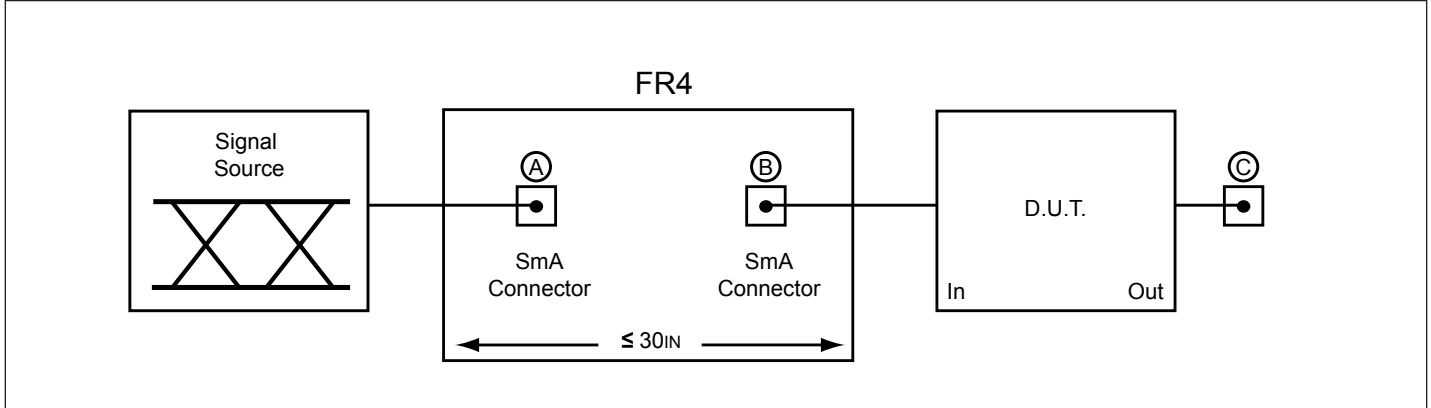 FR4
Signal
Source
A
B
C
D.U.T.
SmA
Connector
SmA
Connector
In
Out
≤ 30IN